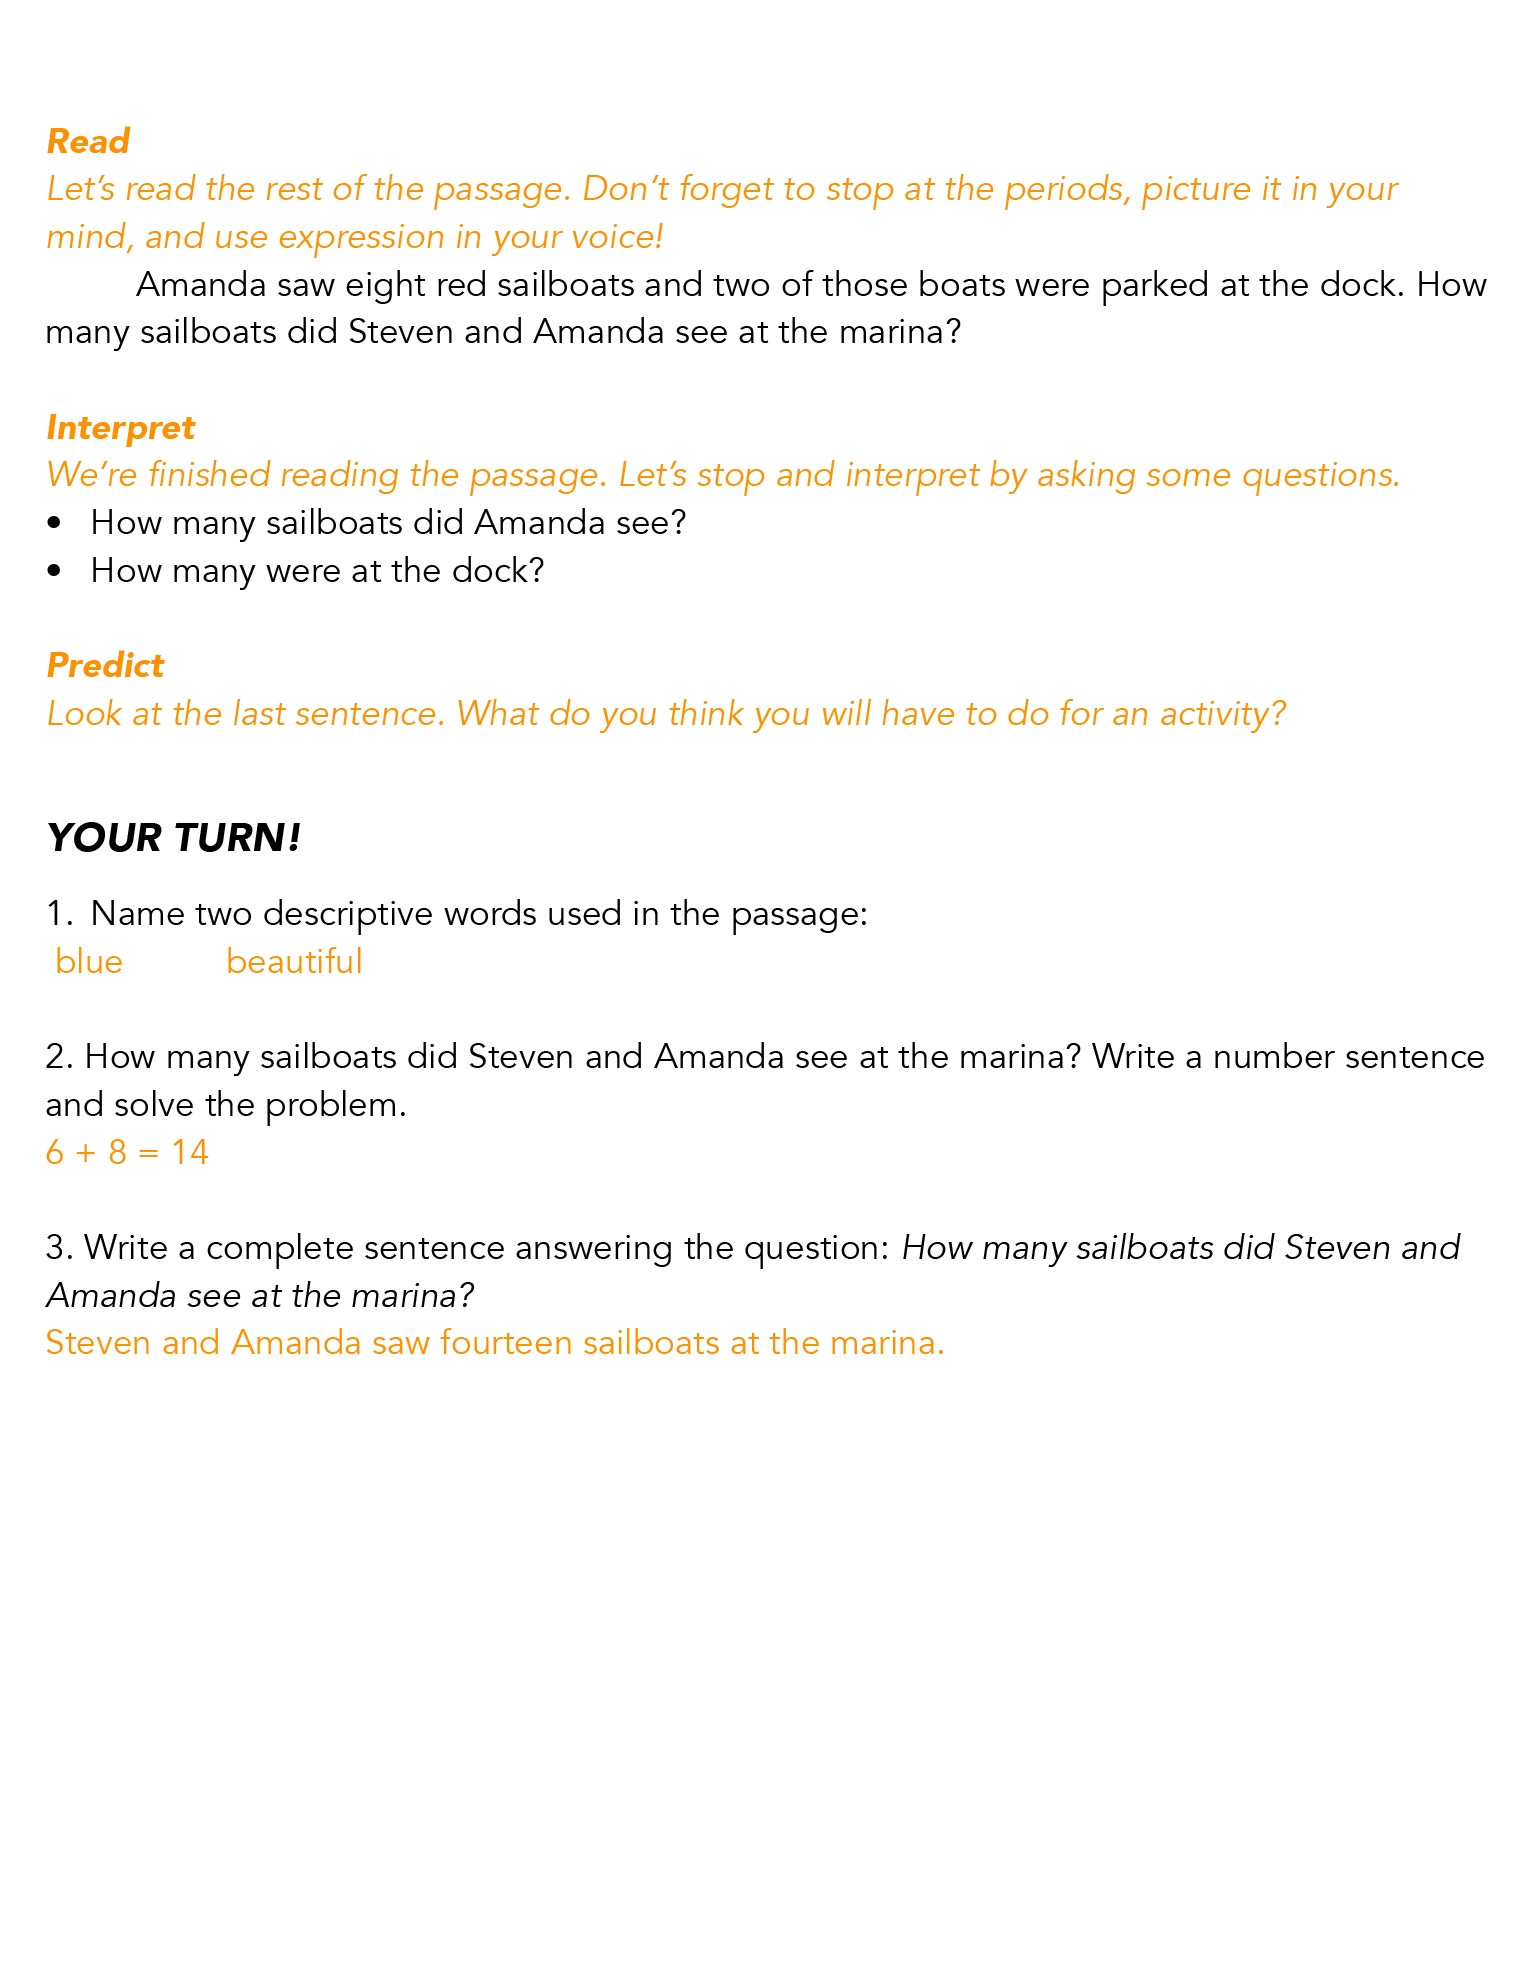 Read
Let’s read the rest of the passage. Don’t forget to stop at the periods, picture it in your
mind, and use expression in your voice!
Amanda saw eight red sailboats and two of those boats were parked at the dock. How
many sailboats did Steven and Amanda see at the marina?
Interpret
We’re finished reading the passage. Let’s stop and interpret by asking some questions.
• How many sailboats did Amanda see?
• How many were at the dock?
Predict
Look at the last sentence. What do you think you will have to do for an activity?
YOUR TURN!
1. Name two descriptive words used in the passage:
blue beautiful
2. How many sailboats did Steven and Amanda see at the marina? Write a number sentence
and solve the problem.
6 + 8 = 14
3. Write a complete sentence answering the question: How many sailboats did Steven and
Amanda see at the marina?
Steven and Amanda saw fourteen sailboats at the marina.